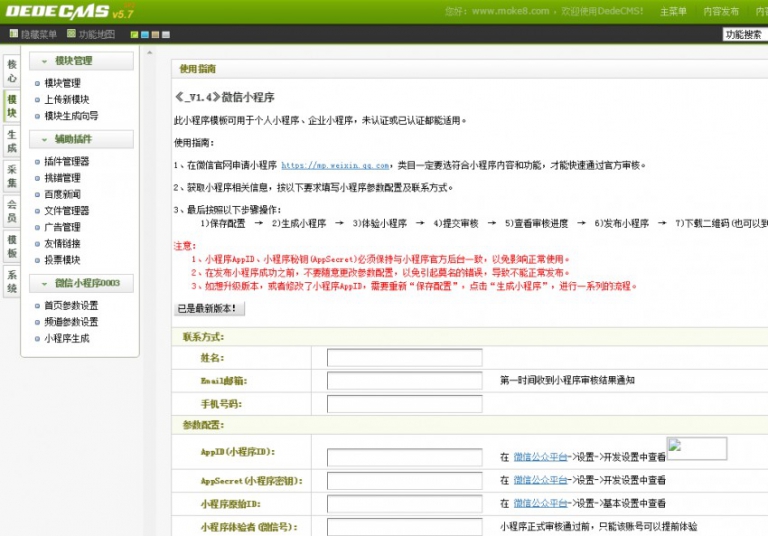 DEDECMS v5.7
您好：www.moke8.com ，欢迎使用DedeCMS！ 主菜单 内容发布 内
隐藏菜单 功能地图
功能搜索
核心
模块
生成
采集
会员
模板
系统
模块管理
模块管理
上传新模块
模块生成向导
辅助插件
插件管理器
挑错管理
百度新闻
文件管理器
广告管理
友情链接
投票模块
微信小程序0003
首页参数设置
频道参数设置
小程序生成
使用指南
《_V1.4》微信小程序
此小程序模板可用于个人小程序、企业小程序，未认证或已认证都能适用。
使用指南：
1、在微信官网申请小程序 https://mp.weixin.qq.com，类目一定要选符合小程序内容和功能，才能快速通过官方审核。
2、获取小程序相关信息，按以下要求填写小程序参数配置及联系方式。
3、最后按照以下步骤操作：
1)保存配置 → 2)生成小程序 → 3)体验小程序 → 4)提交审核 → 5)查看审核进度 → 6)发布小程序 → 7)下载二维码(也可以到
注意：
1、小程序AppID、小程序秘钥(AppSecret)必须保持与小程序官方后台一致，以免影响正常使用。
2、在发布小程序成功之前，不要随意更改参数配置，以免引起莫名的错误，导致不能正常发布。
3、如想升级版本，或者修改了小程序AppID，需要重新“保存配置”，点击“生成小程序”，进行一系列的流程。
已是最新版本！
联系方式：
姓名：
Email邮箱： 第一时间收到小程序审核结果通知
手机号码：
参数配置：
AppID(小程序ID)： 在 微信公众平台->设置->开发设置中查看
AppSecret(小程序密钥)： 在 微信公众平台->设置->开发设置中查看
小程序原始ID： 在 微信公众平台->设置->基本设置中查看
小程序体验者(微信号)： 小程序正式审核通过前，只能该账号可以提前体验